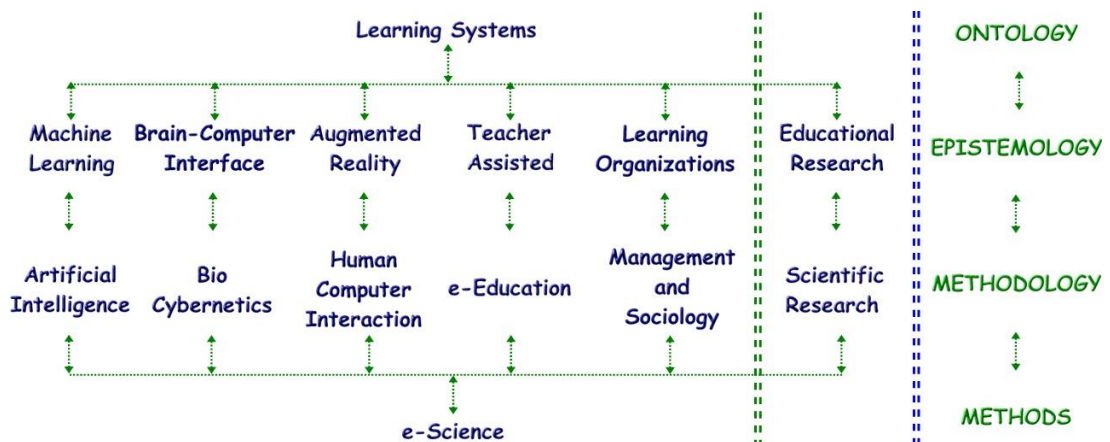 Learning Systems
ONTOLOGY
Machine
Learning
Brain-Computer
Interface
Augmented
Reality
Teacher
Assisted
Learning
Organizations
Educational
Research
EPISTEMOLOGY
Artificial
Intelligence
Bio
Cybernetics
Human
Computer
Interaction
e-Education
Management
and
Sociology
Scientific
Research
METHODOLOGY
e-Science
METHODS